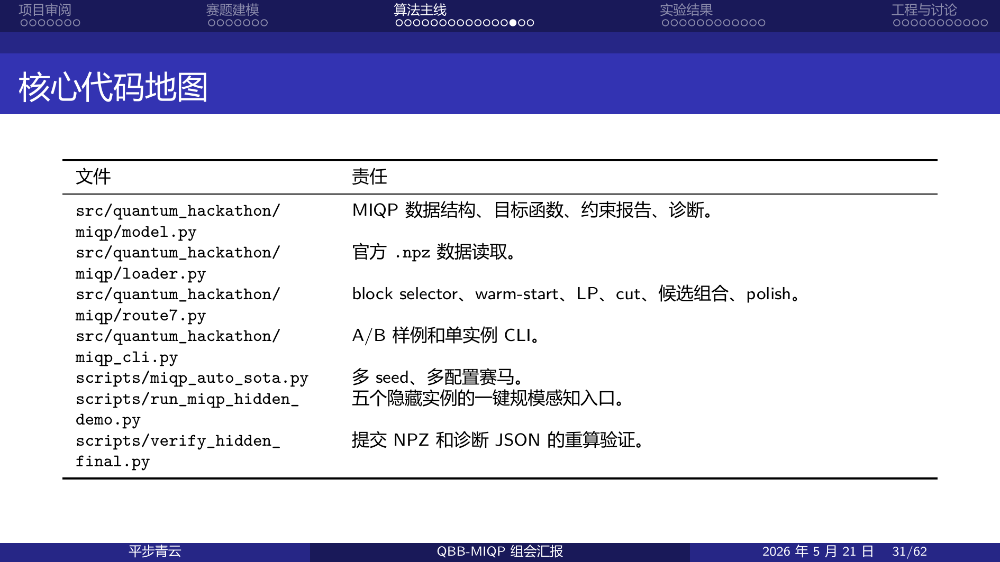 项目审阅 赛题建模 算法主线 实验结果 工程与讨论
核心代码地图
文件 责任
src/quantum_hackathon/ MIQP 数据结构、目标函数、约束报告、诊断。
miqp/model.py
src/quantum_hackathon/ 官方 .npz 数据读取。
miqp/loader.py
src/quantum_hackathon/ block selector、warm-start、LP、cut、候选组合、polish。
miqp/route7.py
src/quantum_hackathon/ A/B 样例和单实例 CLI。
miqp_cli.py
scripts/miqp_auto_sota.py 多 seed、多配置赛马。
scripts/run_miqp_hidden_ 五个隐藏实例的一键规模感知入口。
demo.py
scripts/verify_hidden_ 提交 NPZ 和诊断 JSON 的重算验证。
final.py
平步青云 QBB-MIQP 组会汇报 2026 年 5 月 21 日 31/62